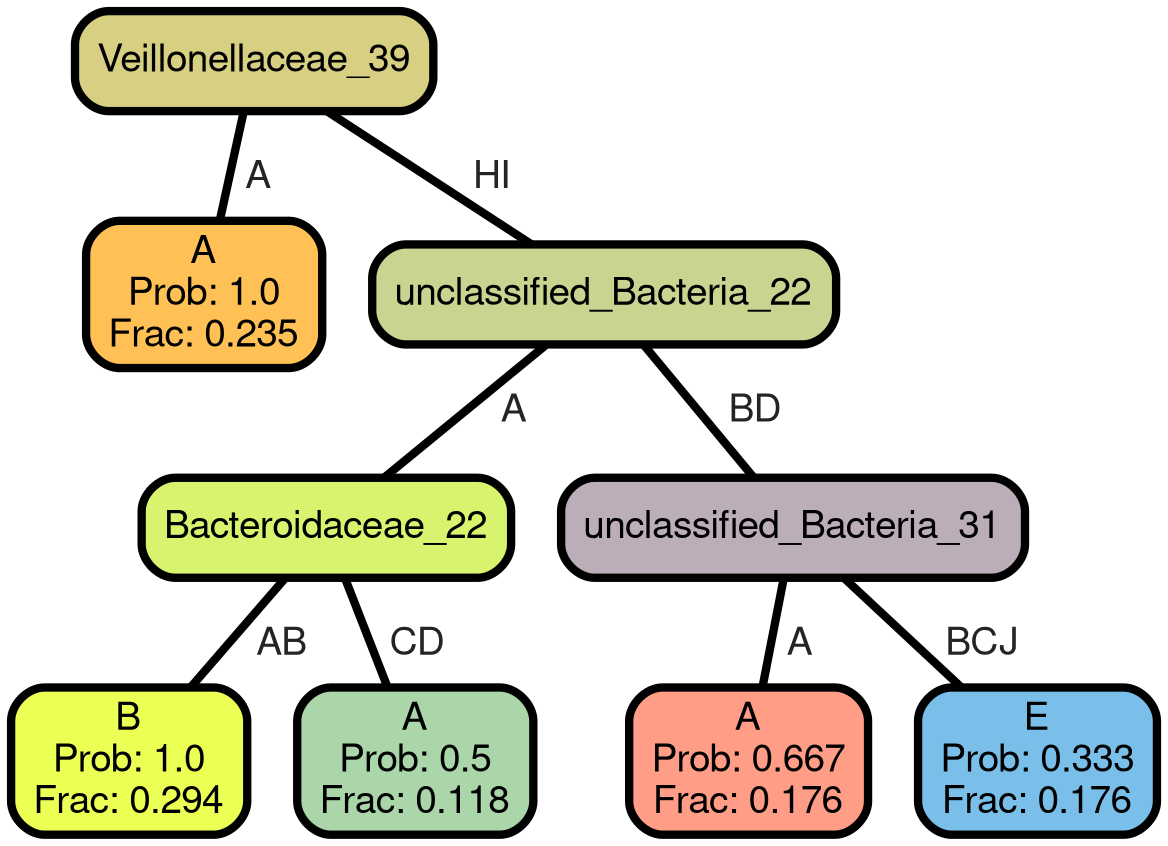 Veillonellaceae_39
A
HI
A
Prob: 1.0
Frac: 0.235
unclassified_Bacteria_22
A
BD
Bacteroidaceae_22
unclassified_Bacteria_31
AB
CD
A
BCJ
B
Prob: 1.0
Frac: 0.294
A
Prob: 0.5
Frac: 0.118
A
Prob: 0.667
Frac: 0.176
E
Prob: 0.333
Frac: 0.176